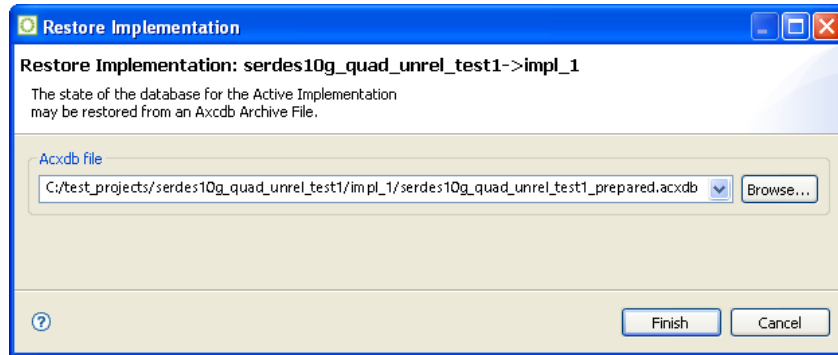 Restore Implementation
Restore Implementation: serdes10g_quad_unrel_test1->impl_1
The state of the database for the Active Implementation
may be restored from an Axcdb Archive File.
Acxdb file
C:/test_projects/serdes10g_quad_unrel_test1/impl_1/serdes10g_quad_unrel_test1_prepared.acxdb
Browse...
?
Finish
Cancel